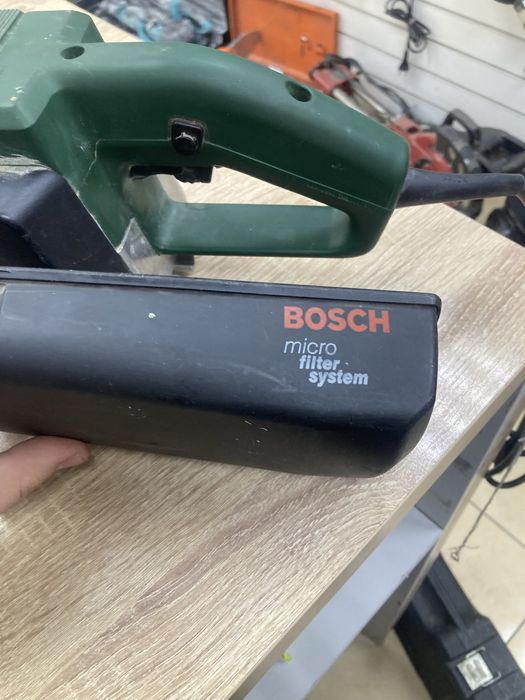 BOSCH
micro
filter
system